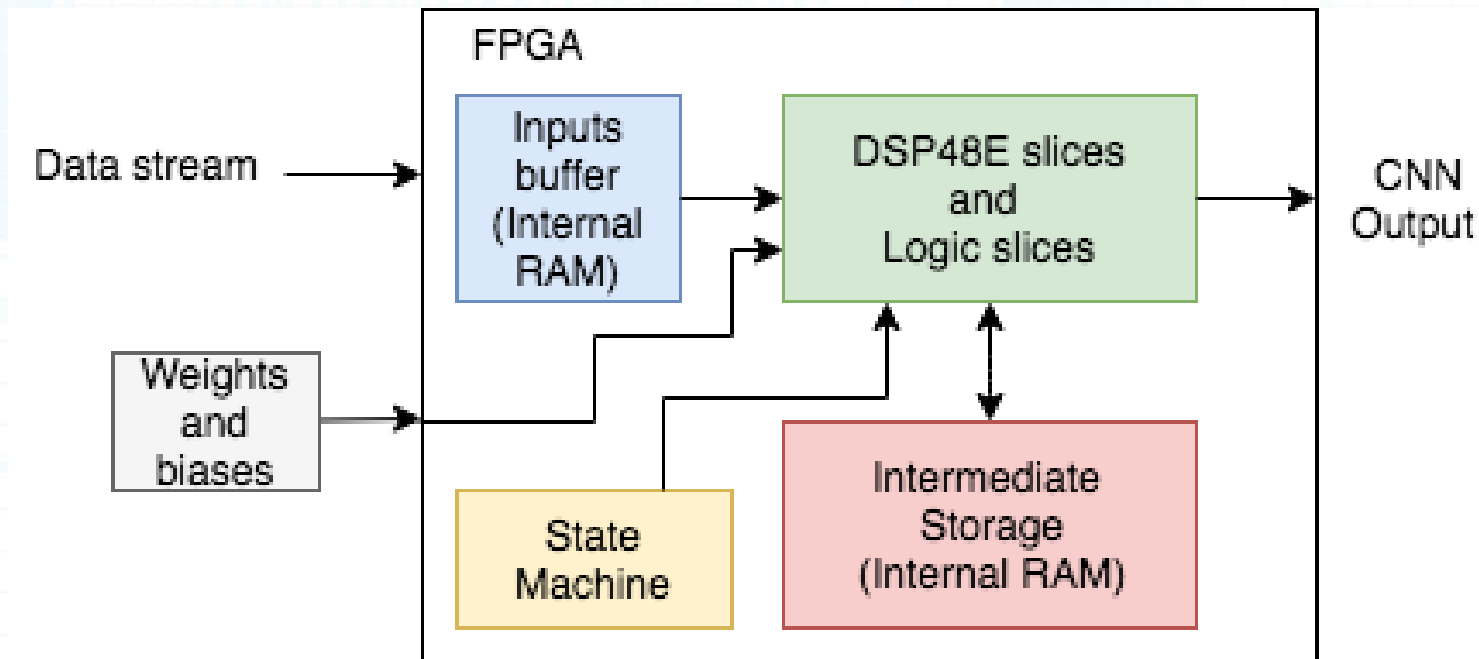 FPGA
Data stream
Inputs
buffer
(Internal
RAM)
DSP48E slices
and
Logic slices
CNN
Output
Weights
and
biases
State
Machine
Intermediate
Storage
(Internal RAM)